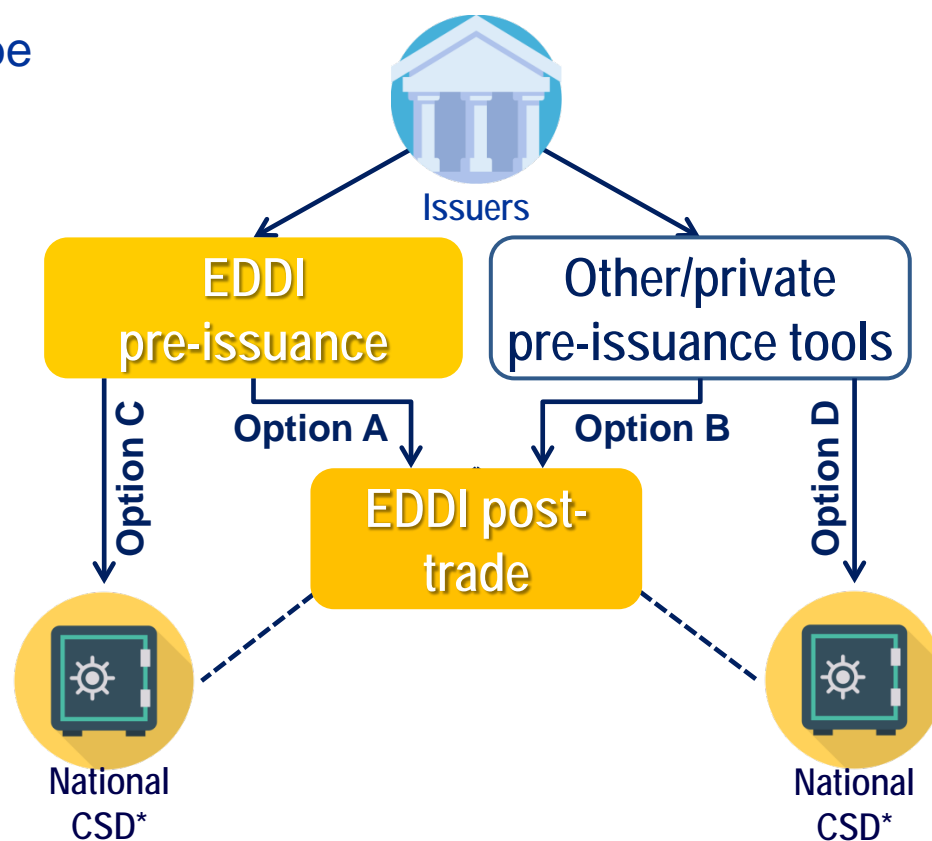 Issuers
EDDI
pre-issuance
Other/private
pre-issuance tools
Option C
Option A
Option B
Option D
EDDI post-
trade
National
CSD*
National
CSD*